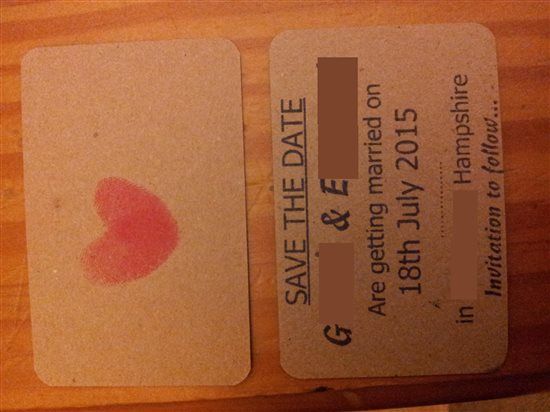 SAVE THE DATE
G & E
Are getting married on
18th July 2015
..............
in Hampshire
Invitation to follow...